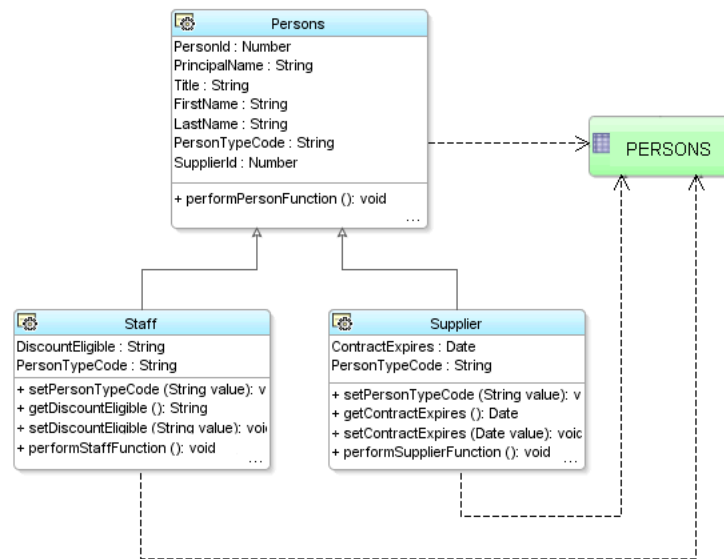 Persons
PersonId : Number
PrincipalName : String
Title : String
FirstName : String
LastName : String
PersonTypeCode : String
SupplierId : Number
+ performPersonFunction (): void
...
PERSONS
Staff
DiscountEligible : String
PersonTypeCode : String
+ setPersonTypeCode (String value): v
+ getDiscountEligible (): String
+ setDiscountEligible (String value): void
+ performStaffFunction (): void
...
Supplier
ContractExpires : Date
PersonTypeCode : String
+ setPersonTypeCode (String value): v
+ getContractExpires (): Date
+ setContractExpires (Date value): void
+ performSupplierFunction (): void
...